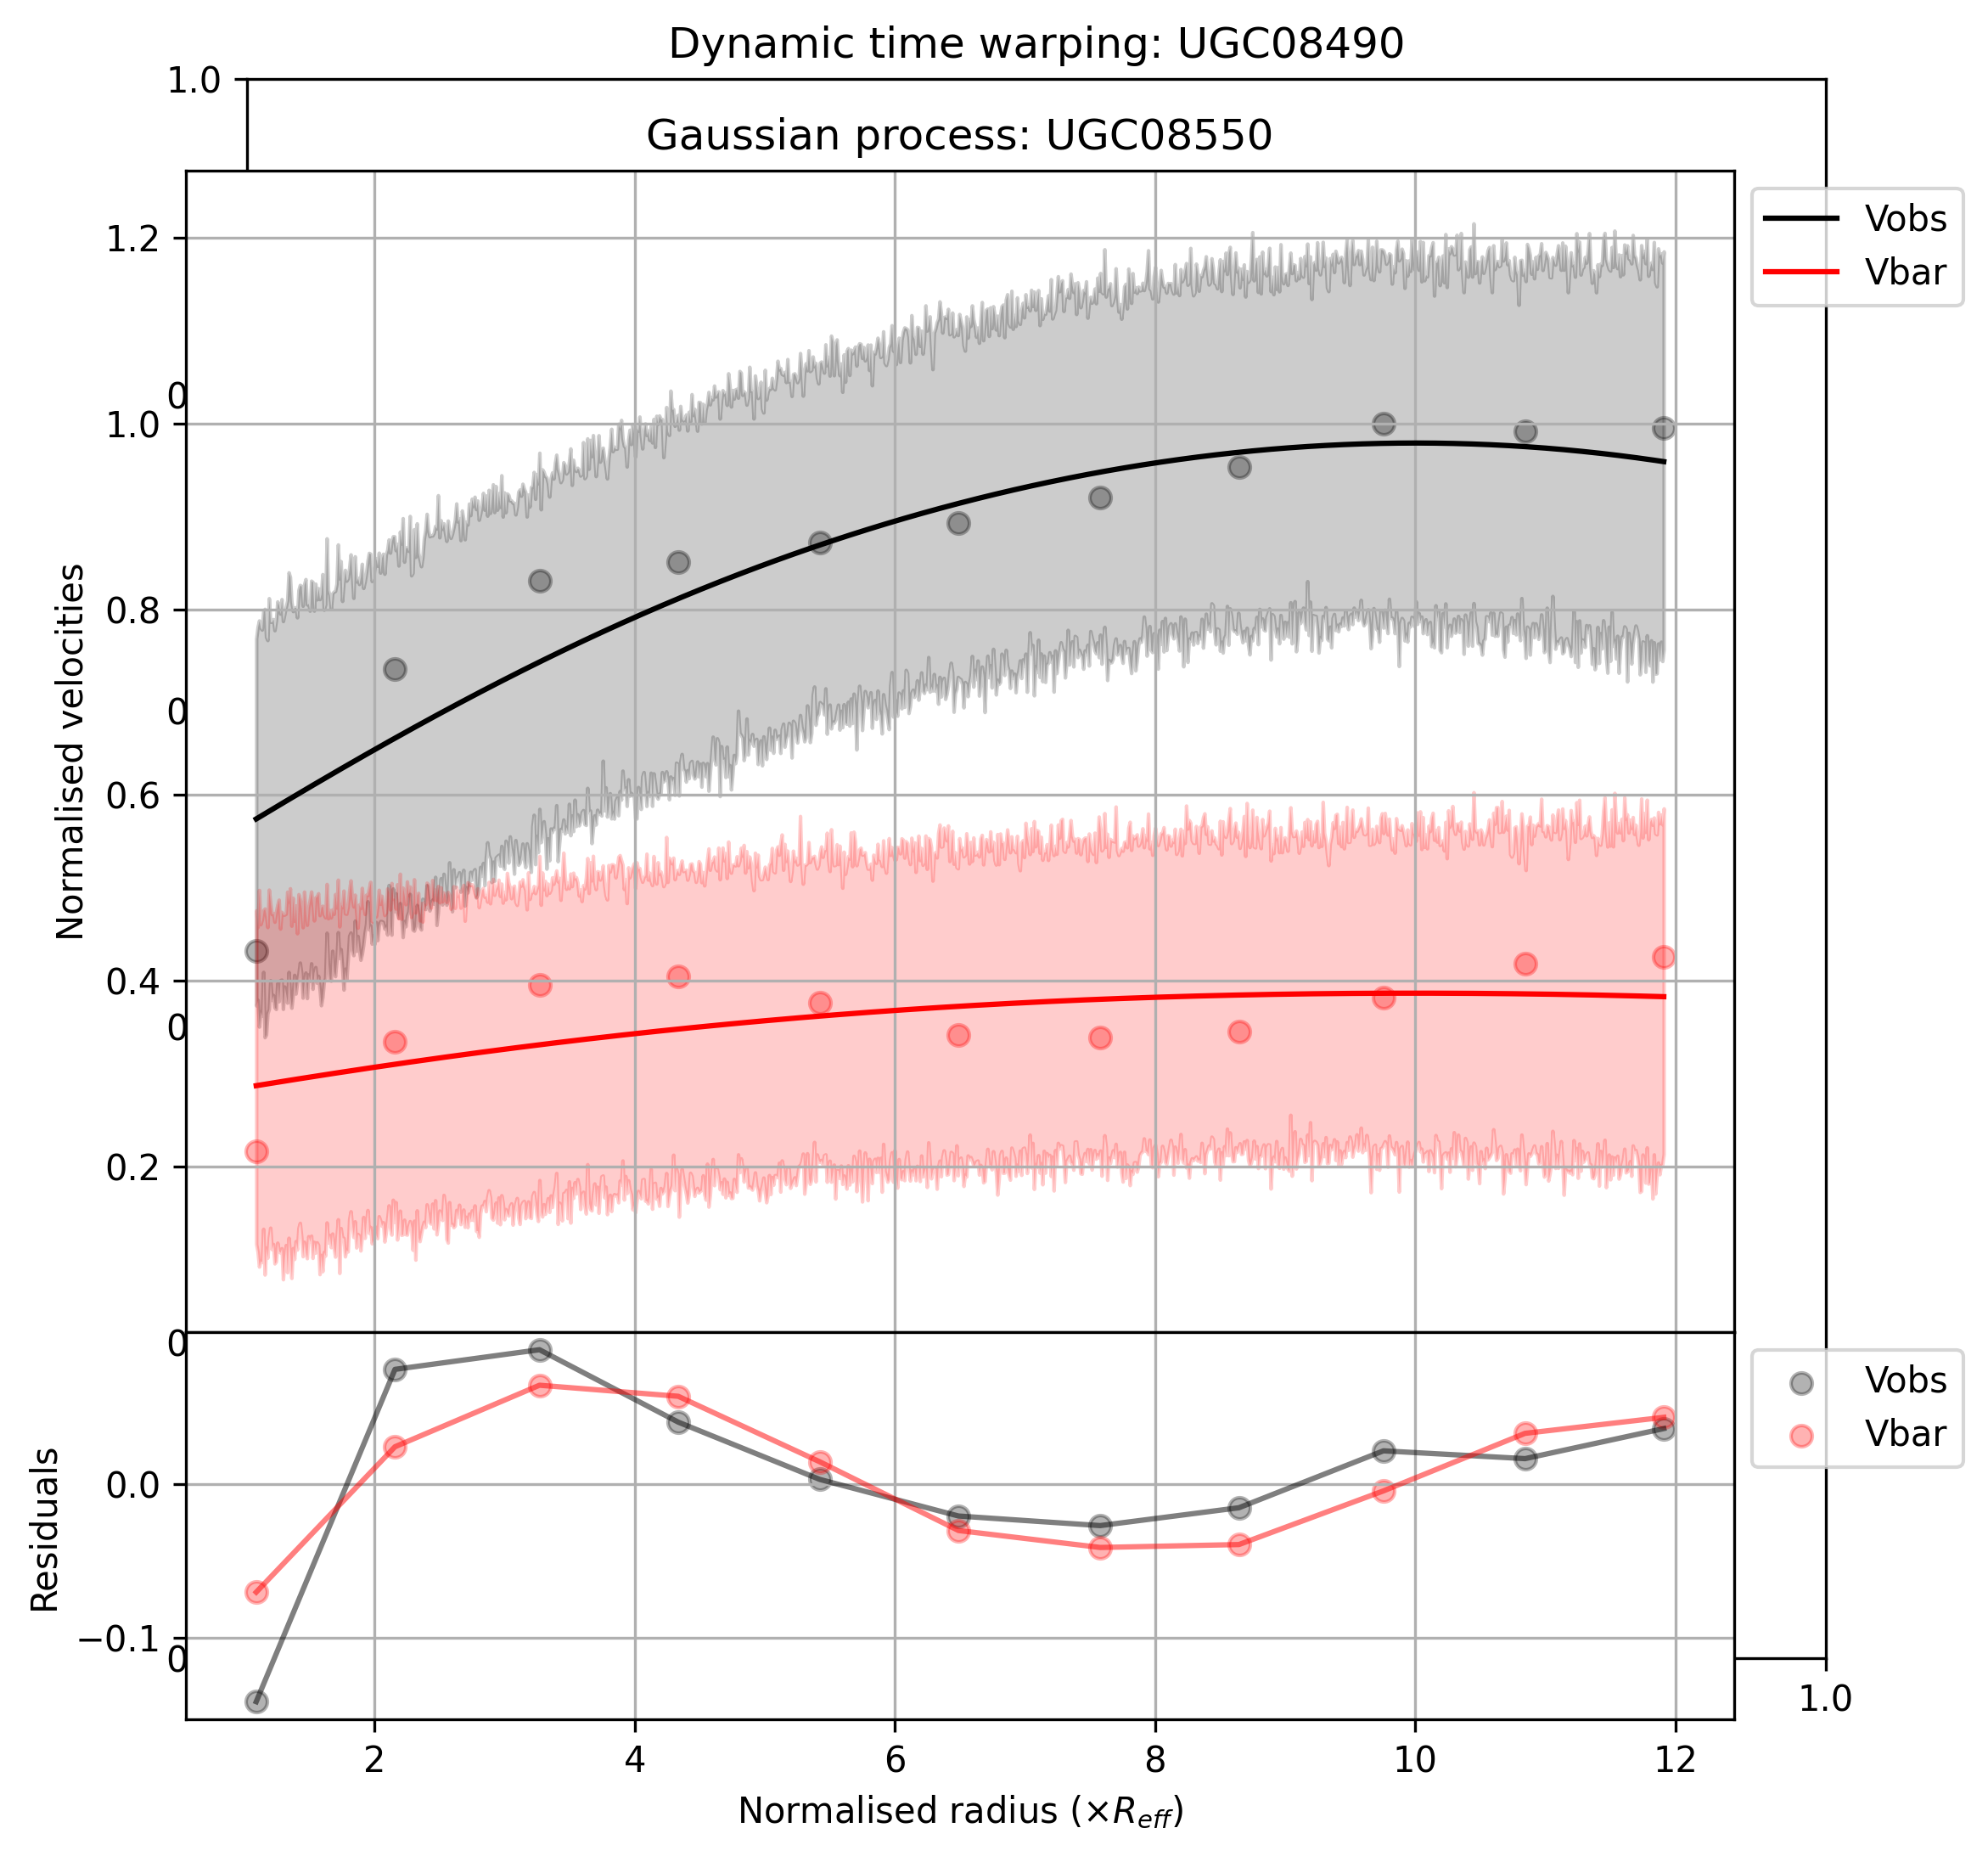 Dynamic time warping: UGC08490
1.0
Gaussian process: UGC08550
Vobs
Vbar
1.2
0
1.0
0.8
0
0.6
0.4
0
0.2
0
Normalised velocities
Vobs
Vbar
0.0
−0.1
0
Residuals
1.0
2 4 6 8 10 12
Normalised radius (×R_eff)